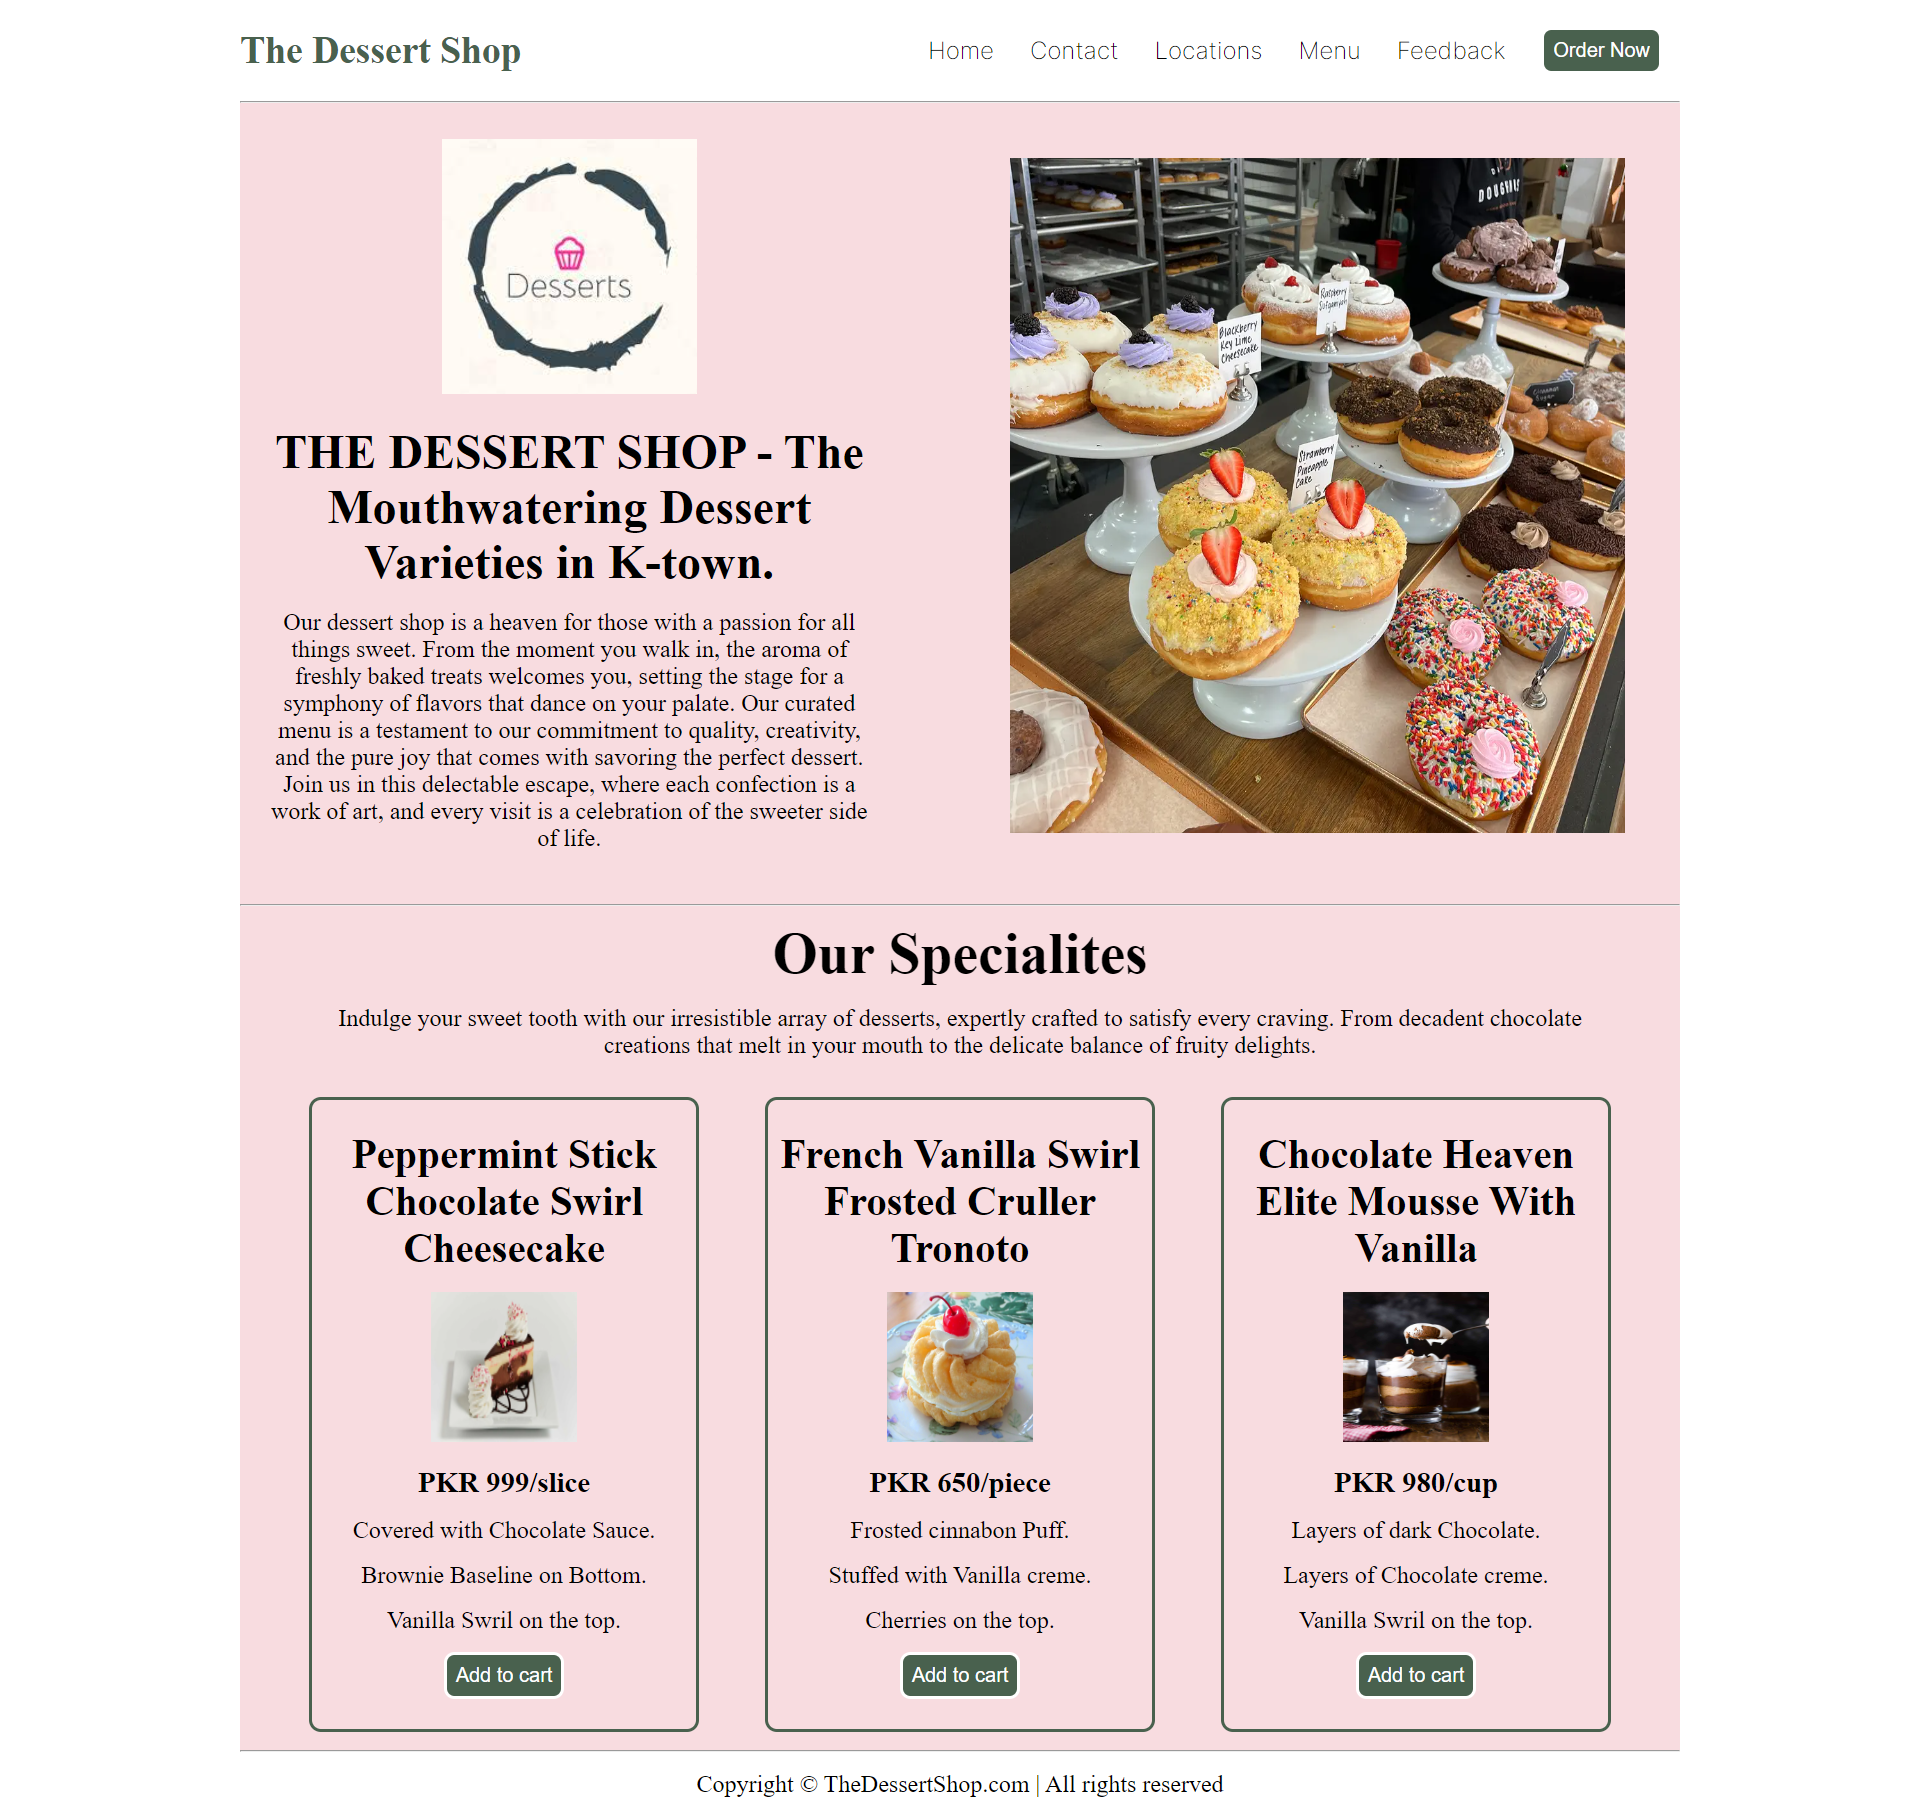 The Dessert Shop
Home Contact Locations Menu Feedback Order Now
Desserts
THE DESSERT SHOP - The
Mouthwatering Dessert
Varieties in K-town.
Our dessert shop is a heaven for those with a passion for all
things sweet. From the moment you walk in, the aroma of
freshly baked treats welcomes you, setting the stage for a
symphony of flavors that dance on your palate. Our curated
menu is a testament to our commitment to quality, creativity,
and the pure joy that comes with savoring the perfect dessert.
Join us in this delectable escape, where each confection is a
work of art, and every visit is a celebration of the sweeter side
of life.
Raspberry
Blackberry
Key Lime
Cheesecake
Cinnamon
Sugar
Strawberry
Pineapple
Cake
Our Specialites
Indulge your sweet tooth with our irresistible array of desserts, expertly crafted to satisfy every craving. From decadent chocolate
creations that melt in your mouth to the delicate balance of fruity delights.
Peppermint Stick
Chocolate Swirl
Cheesecake
PKR 999/slice
Covered with Chocolate Sauce.
Brownie Baseline on Bottom.
Vanilla Swril on the top.
Add to cart
French Vanilla Swirl
Frosted Cruller
Tronoto
PKR 650/piece
Frosted cinnabon Puff.
Stuffed with Vanilla creme.
Cherries on the top.
Add to cart
Chocolate Heaven
Elite Mousse With
Vanilla
PKR 980/cup
Layers of dark Chocolate.
Layers of Chocolate creme.
Vanilla Swril on the top.
Add to cart
Copyright © TheDessertShop.com | All rights reserved